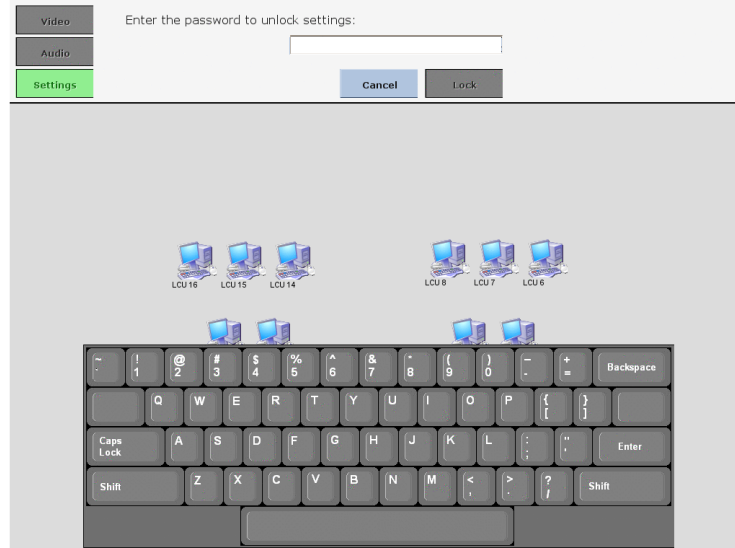 Video
Enter the password to unlock settings:
Audio
Settings
Cancel
Lock
LCU 16
LCU 15
LCU 14
LCU 8
LCU 7
LCU 6
~ ! @ # $ % ^ & * ( ) _ +
` 1 2 3 4 5 6 7 8 9 0 - = Backspace
Q W E R T Y U I O P { }
[ ]
Caps Lock A S D F G H J K L : "
; ' Enter
Shift Z X C V B N M < > ? Shift
, . /